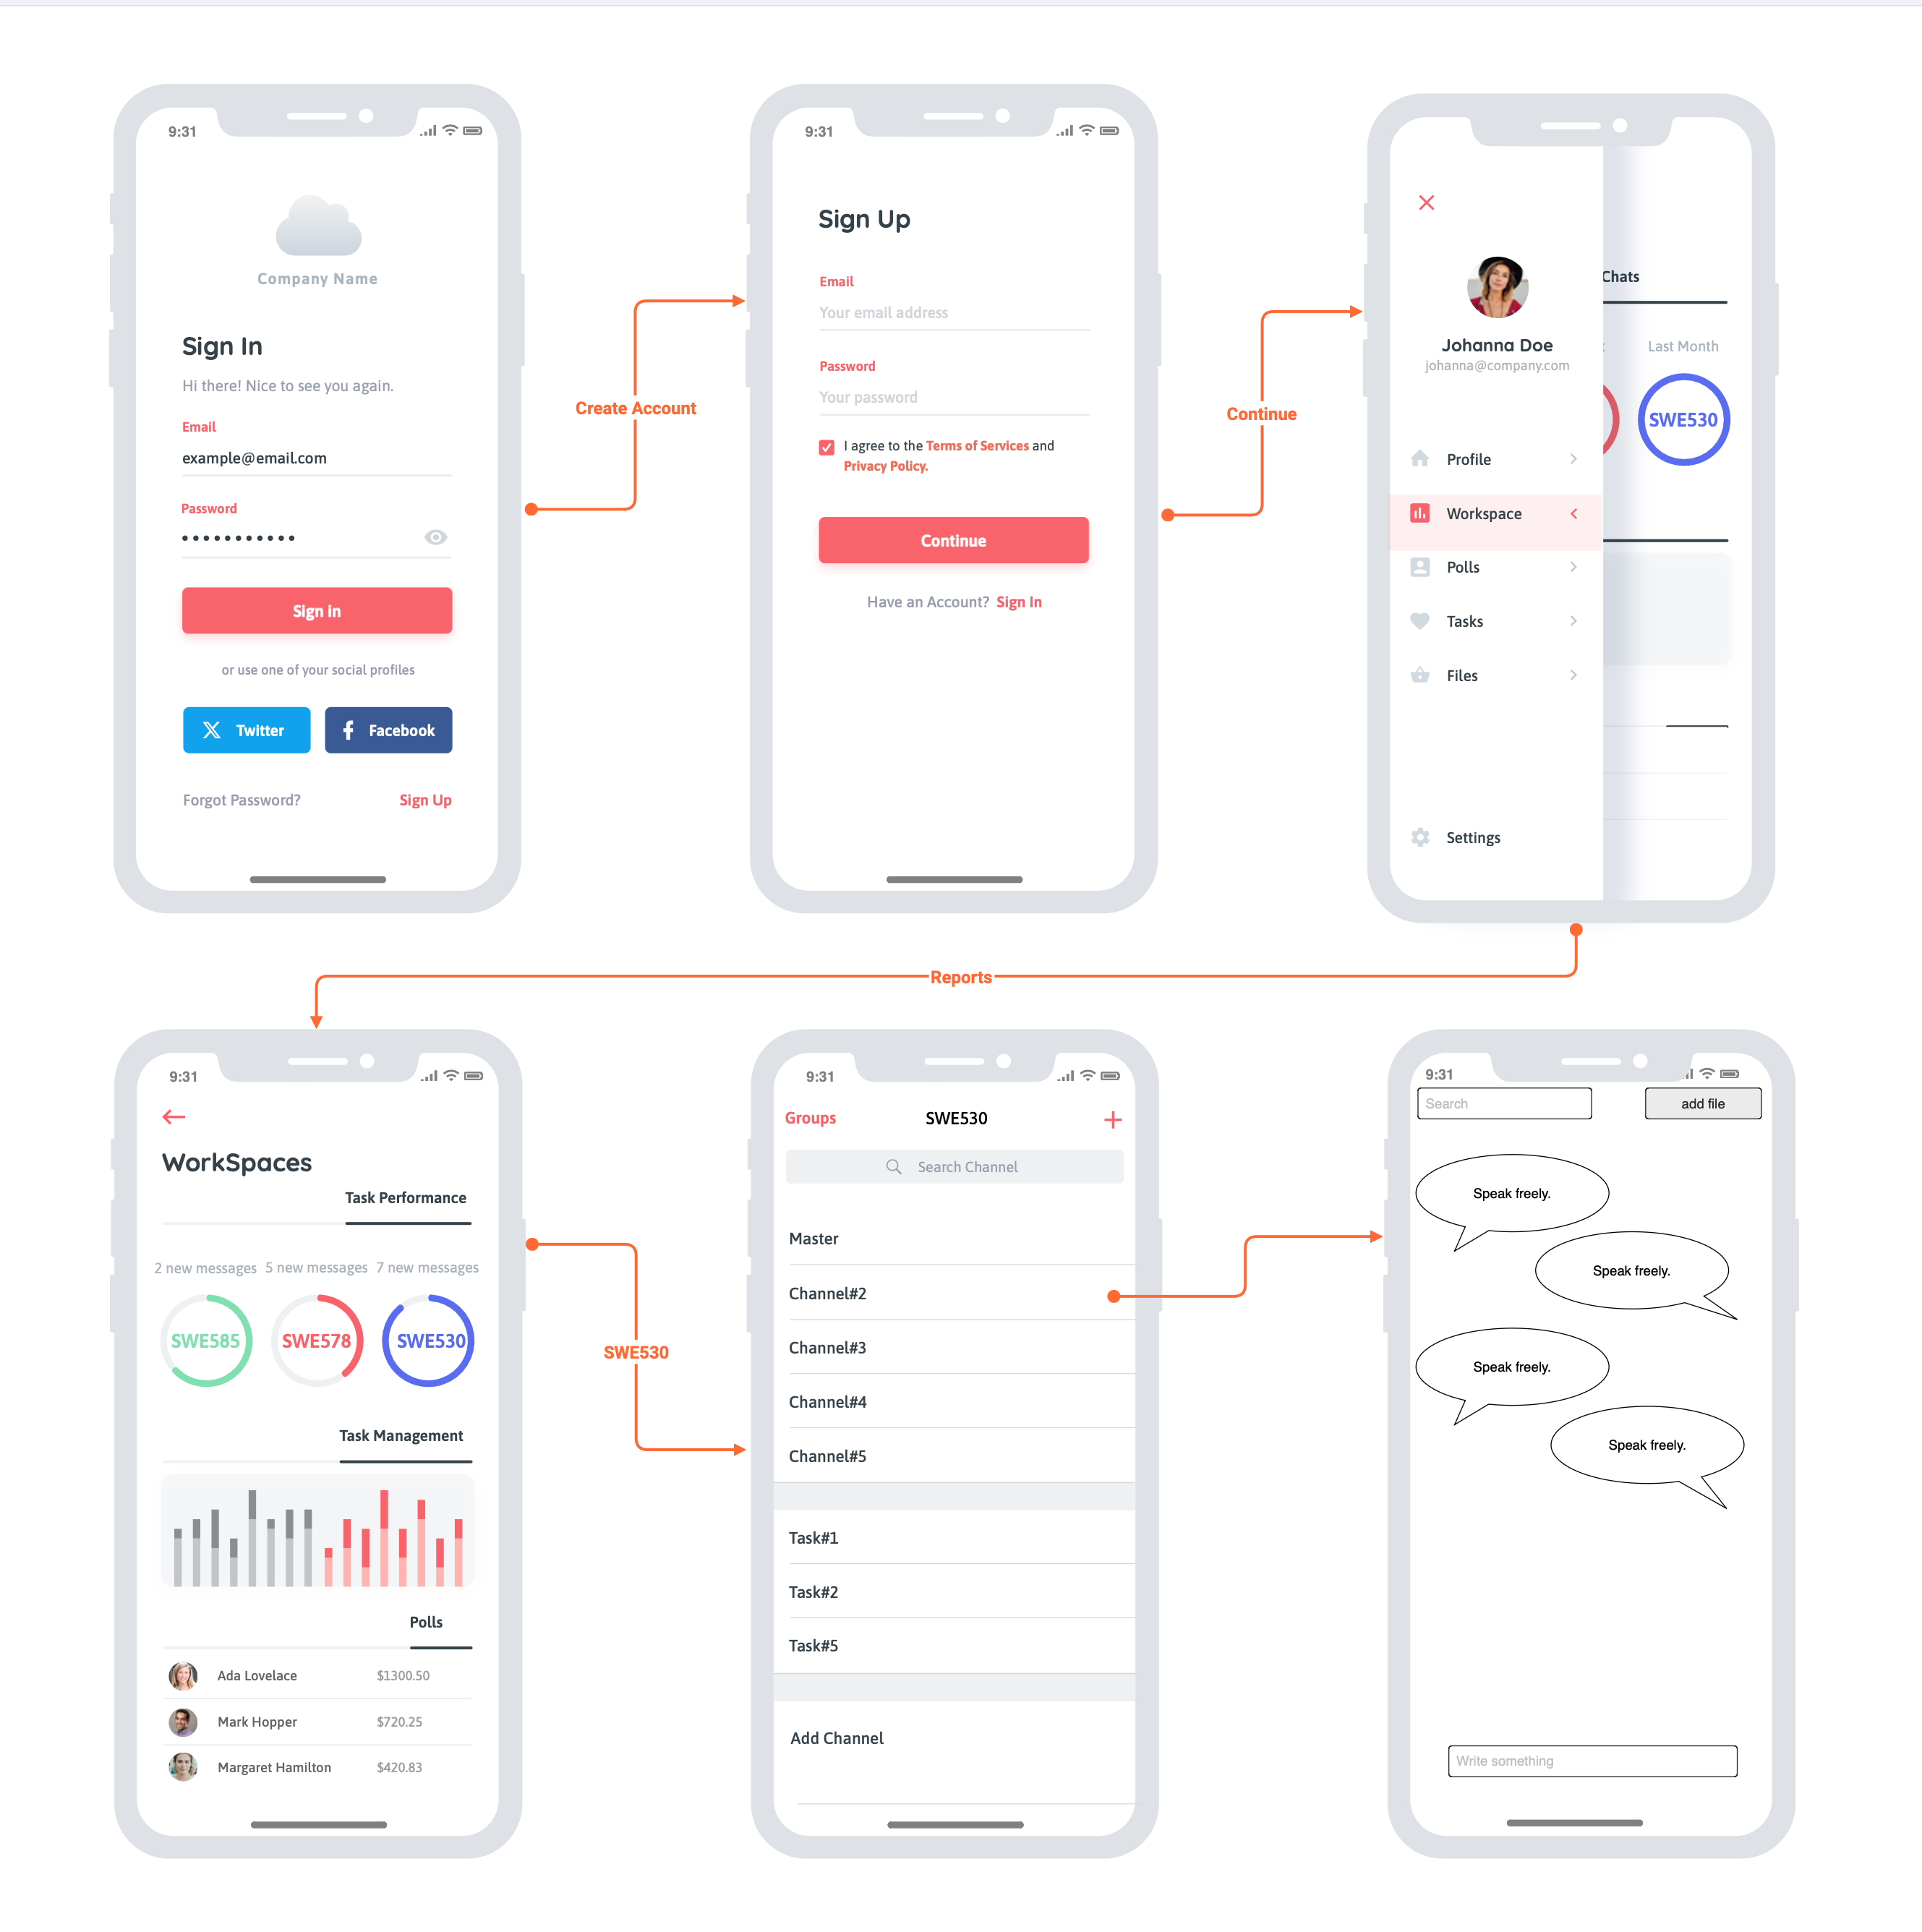 9:31
Company Name
Sign In
Hi there! Nice to see you again.
Email
example@email.com
Password
Sign in
or use one of your social profiles
Twitter
Facebook
Forgot Password?
Sign Up
Create Account
9:31
Sign Up
Email
Your email address
Password
Your password
I agree to the Terms of Services and
Privacy Policy.
Continue
Have an Account? Sign In
Continue
Johanna Doe
johanna@company.com
Profile
Workspace
Polls
Tasks
Files
Settings
Chats
Last Month
SWE530
Reports
9:31
WorkSpaces
Task Performance
2 new messages
5 new messages
7 new messages
SWE585
SWE578
SWE530
Task Management
Polls
Ada Lovelace $1300.50
Mark Hopper $720.25
Margaret Hamilton $420.83
SWE530
9:31
Groups
SWE530
Search Channel
Master
Channel#2
Channel#3
Channel#4
Channel#5
Task#1
Task#2
Task#5
Add Channel
9:31
Search
add file
Speak freely.
Speak freely.
Speak freely.
Speak freely.
Write something